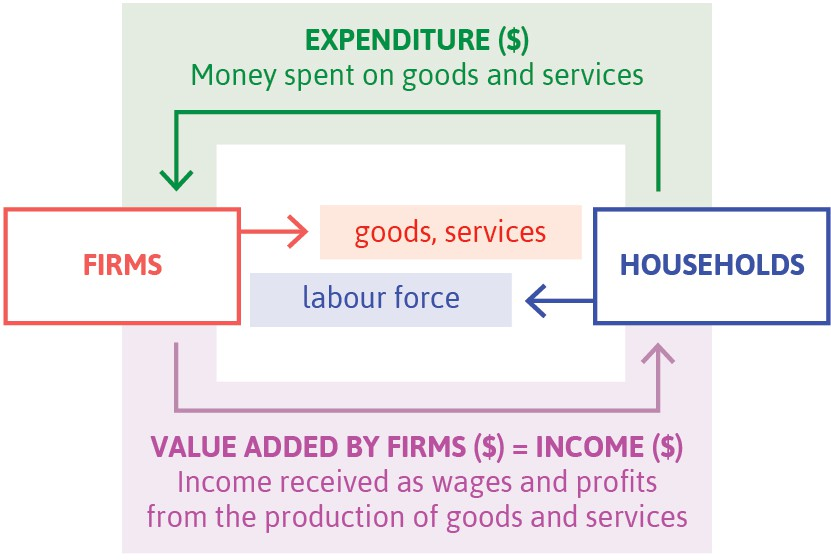 EXPENDITURE ($)
Money spent on goods and services
FIRMS
goods, services
HOUSEHOLDS
labour force
VALUE ADDED BY FIRMS ($) = INCOME ($)
Income received as wages and profits
from the production of goods and services